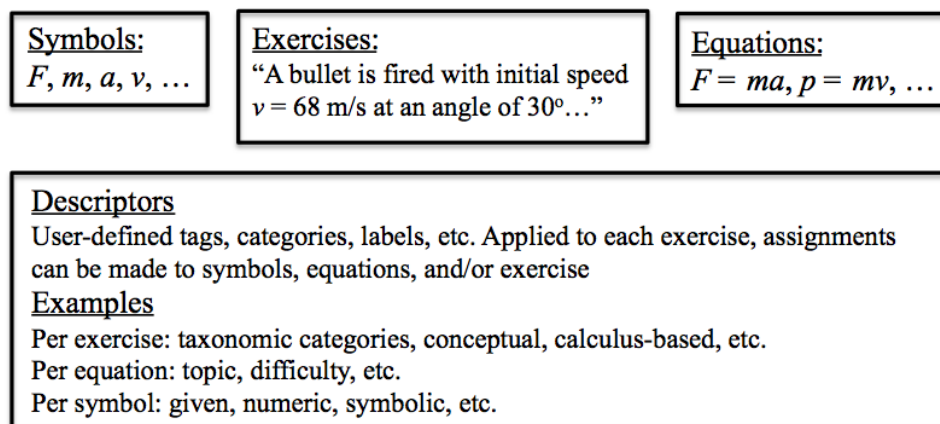 Symbols:
F, m, a, v, …
Exercises:
“A bullet is fired with initial speed
v = 68 m/s at an angle of 30º…”
Equations:
F = ma, p = mv, …
Descriptors
User-defined tags, categories, labels, etc. Applied to each exercise, assignments
can be made to symbols, equations, and/or exercise
Examples
Per exercise: taxonomic categories, conceptual, calculus-based, etc.
Per equation: topic, difficulty, etc.
Per symbol: given, numeric, symbolic, etc.